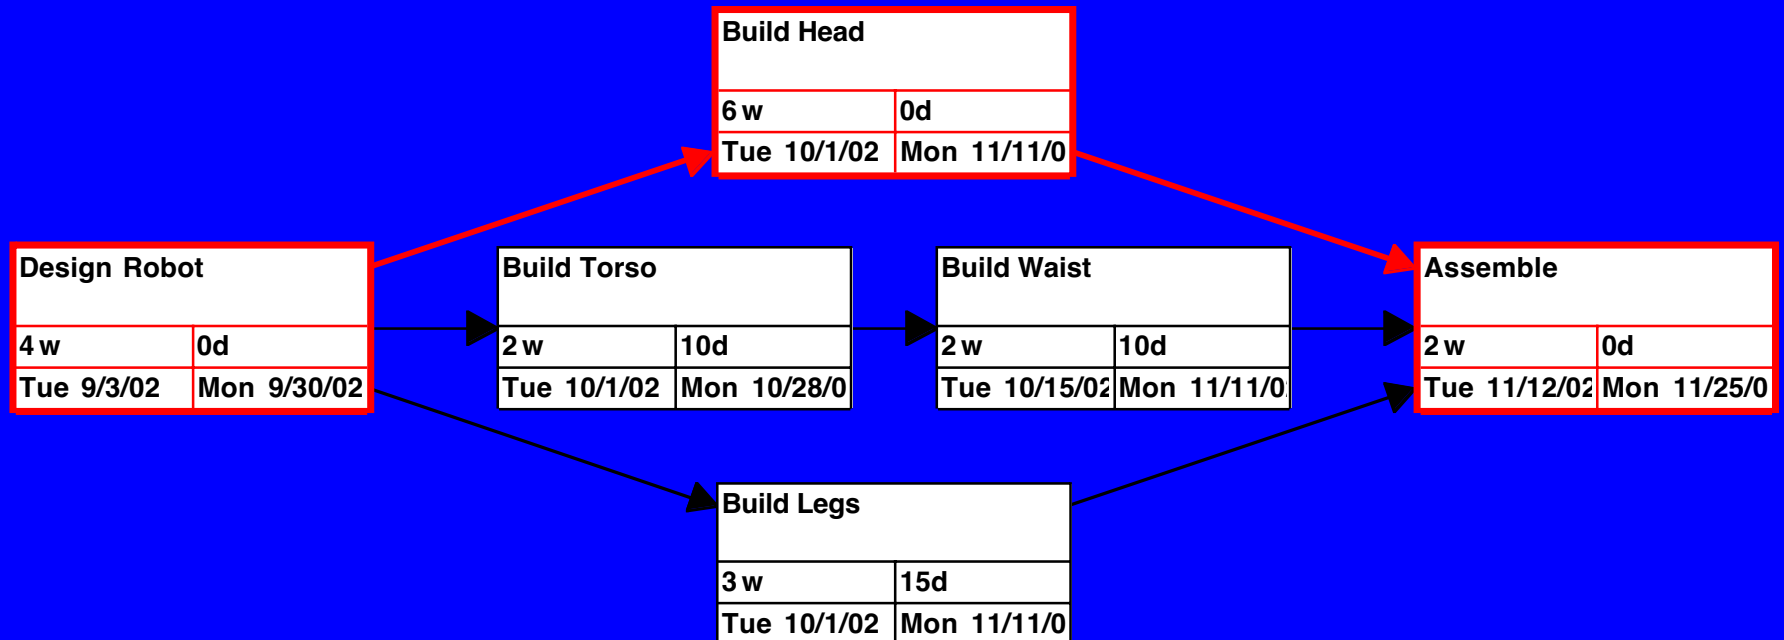 Build Head
6 w 0d
Tue 10/1/02 Mon 11/11/0
Design Robot
4 w 0d
Tue 9/3/02 Mon 9/30/02
Build Torso
2 w 10d
Tue 10/1/02 Mon 10/28/0
Build Waist
2 w 10d
Tue 10/15/02 Mon 11/11/0
Assemble
2 w 0d
Tue 11/12/02 Mon 11/25/0
Build Legs
3 w 15d
Tue 10/1/02 Mon 11/11/0